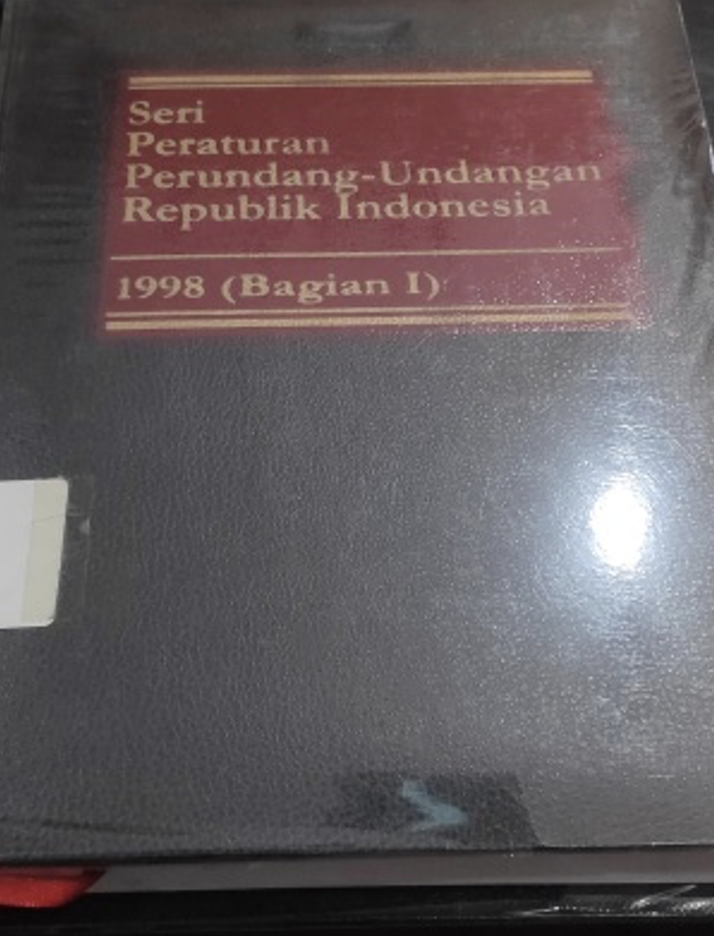 Seri
Peraturan
Perundang-Undangan
Republik Indonesia
1998 (Bagian I)